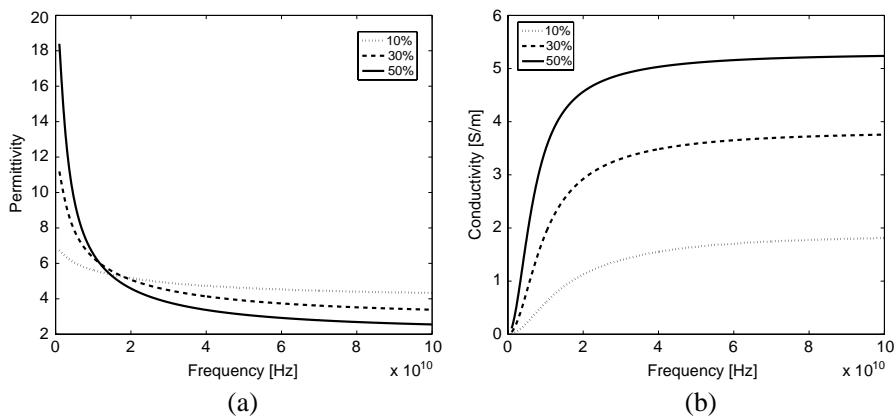 20
18
16
14
12
10
8
6
4
2
Permittivity
10%
30%
50%
0 2 4 6 8 10
Frequency [Hz]
x 10^10
(a)
6
5
4
3
2
1
0
Conductivity [S/m]
10%
30%
50%
0 2 4 6 8 10
Frequency [Hz]
x 10^10
(b)